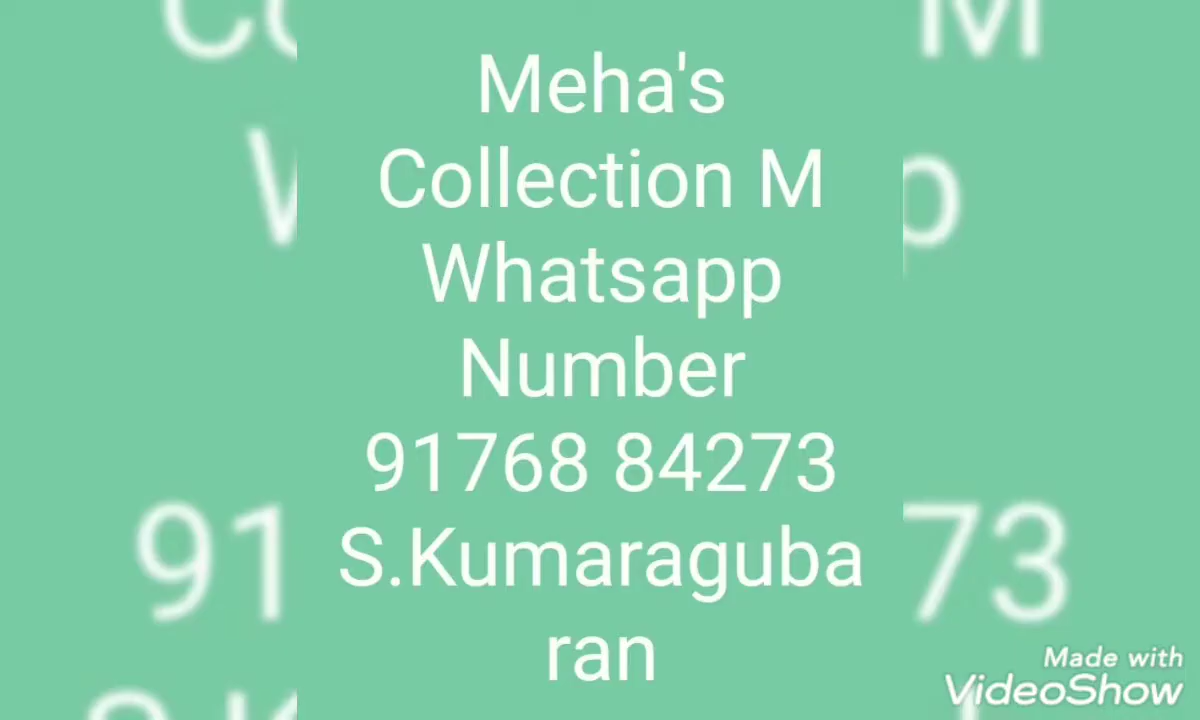 Meha's
Collection M
Whatsapp
Number
91768 84273
S.Kumaraguba
ran
Made with
VideoShow